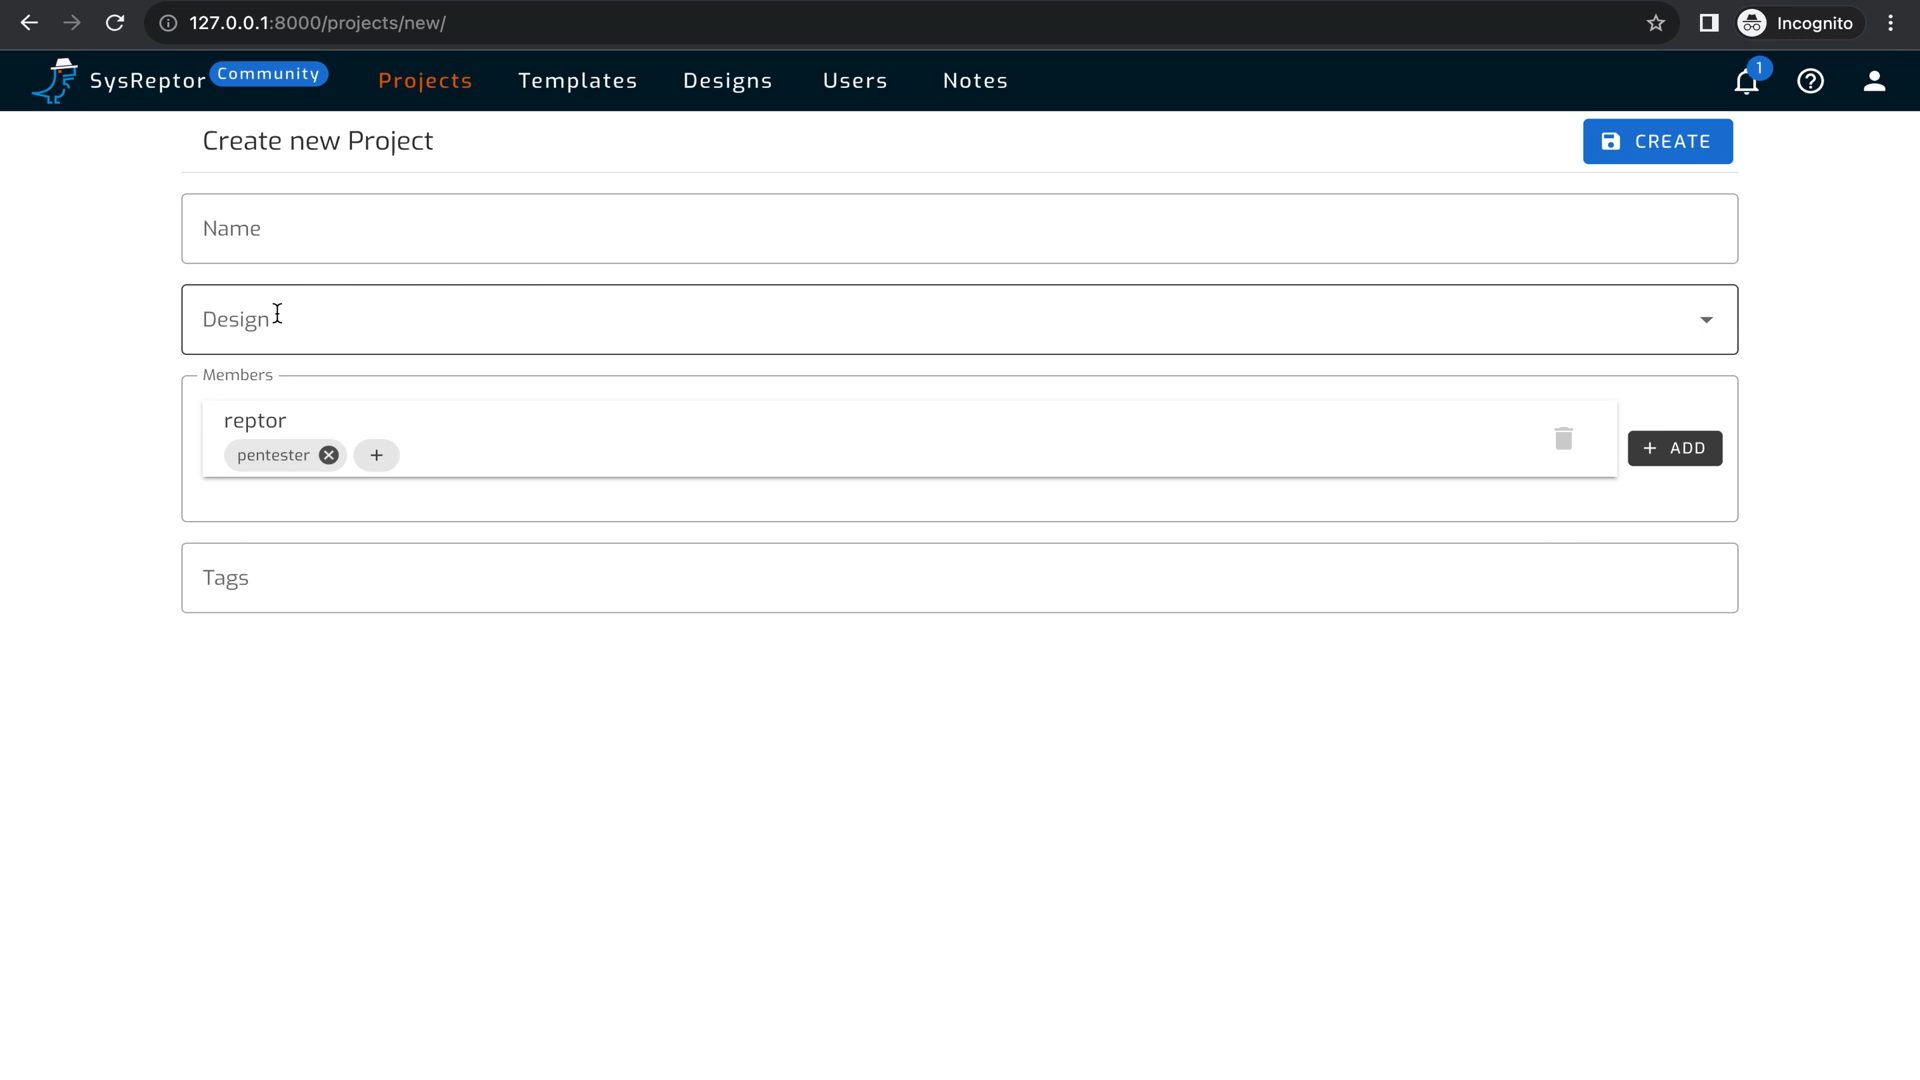 127.0.0.1:8000/projects/new/
Incognito
SysReptor Community Projects Templates Designs Users Notes 1
Create new Project
CREATE
Name
Design
Members
reptor
pentester
+ ADD
Tags